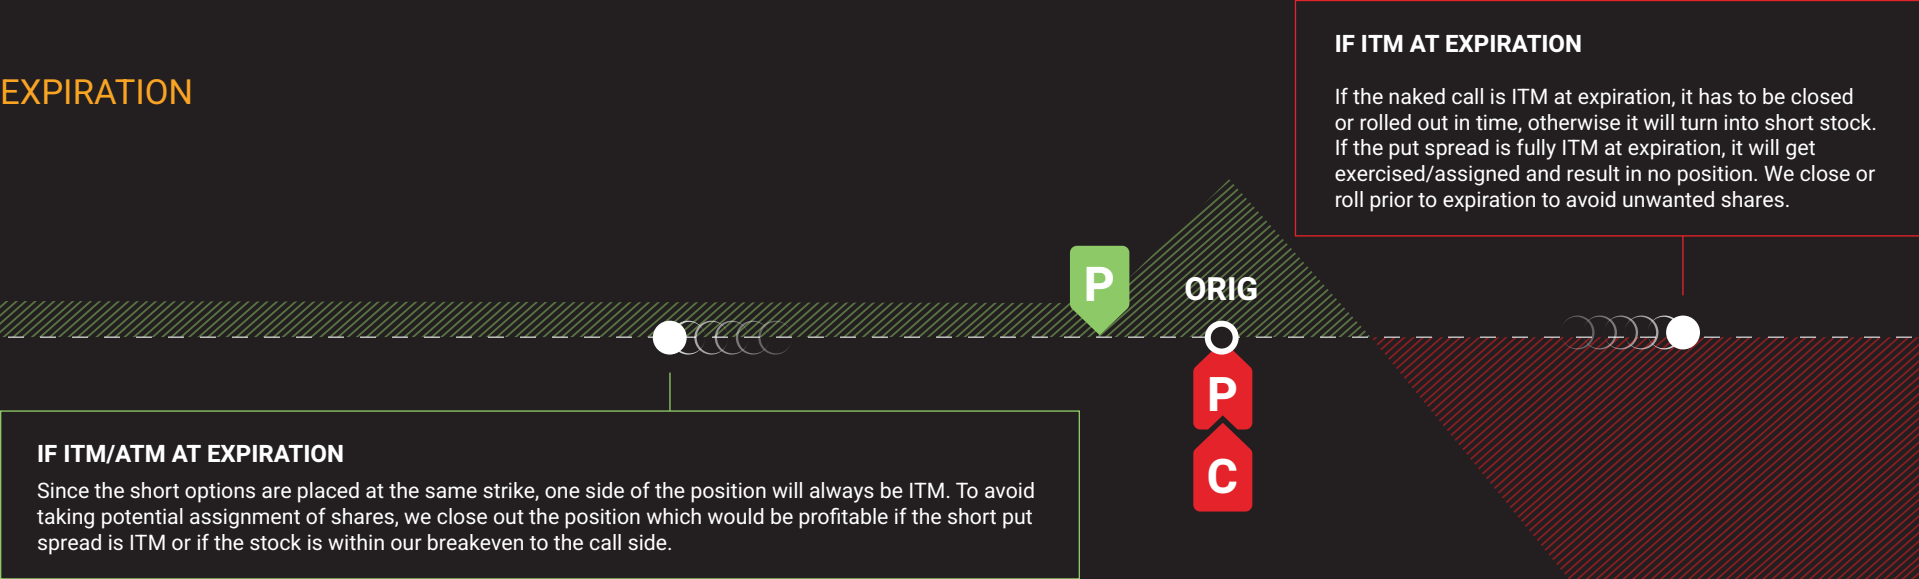 EXPIRATION
IF ITM AT EXPIRATION
If the naked call is ITM at expiration, it has to be closed
or rolled out in time, otherwise it will turn into short stock.
If the put spread is fully ITM at expiration, it will get
exercised/assigned and result in no position. We close or
roll prior to expiration to avoid unwanted shares.
P
ORIG
P
C
IF ITM/ATM AT EXPIRATION
Since the short options are placed at the same strike, one side of the position will always be ITM. To avoid
taking potential assignment of shares, we close out the position which would be profitable if the short put
spread is ITM or if the stock is within our breakeven to the call side.